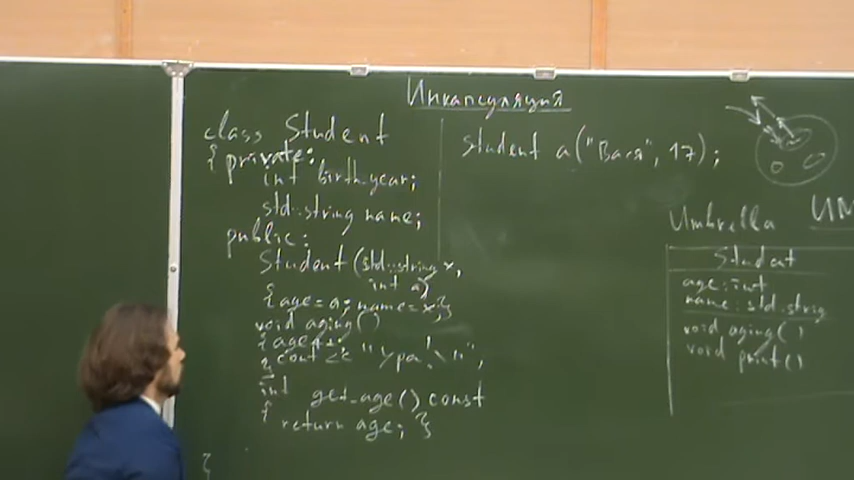 Инкапсуляция
class Student
{ private:
int birth_year;
std::string name;
public:
Student (std::string x,
int a)
{ age = a; name = x; }
void aging()
{ age++;
cout << "Ура!\n";
}
int get_age() const
{ return age; }
}
Student a("Вася", 17);
Umbrella
UM
Student
age: int
name: std::string
void aging()
void print()